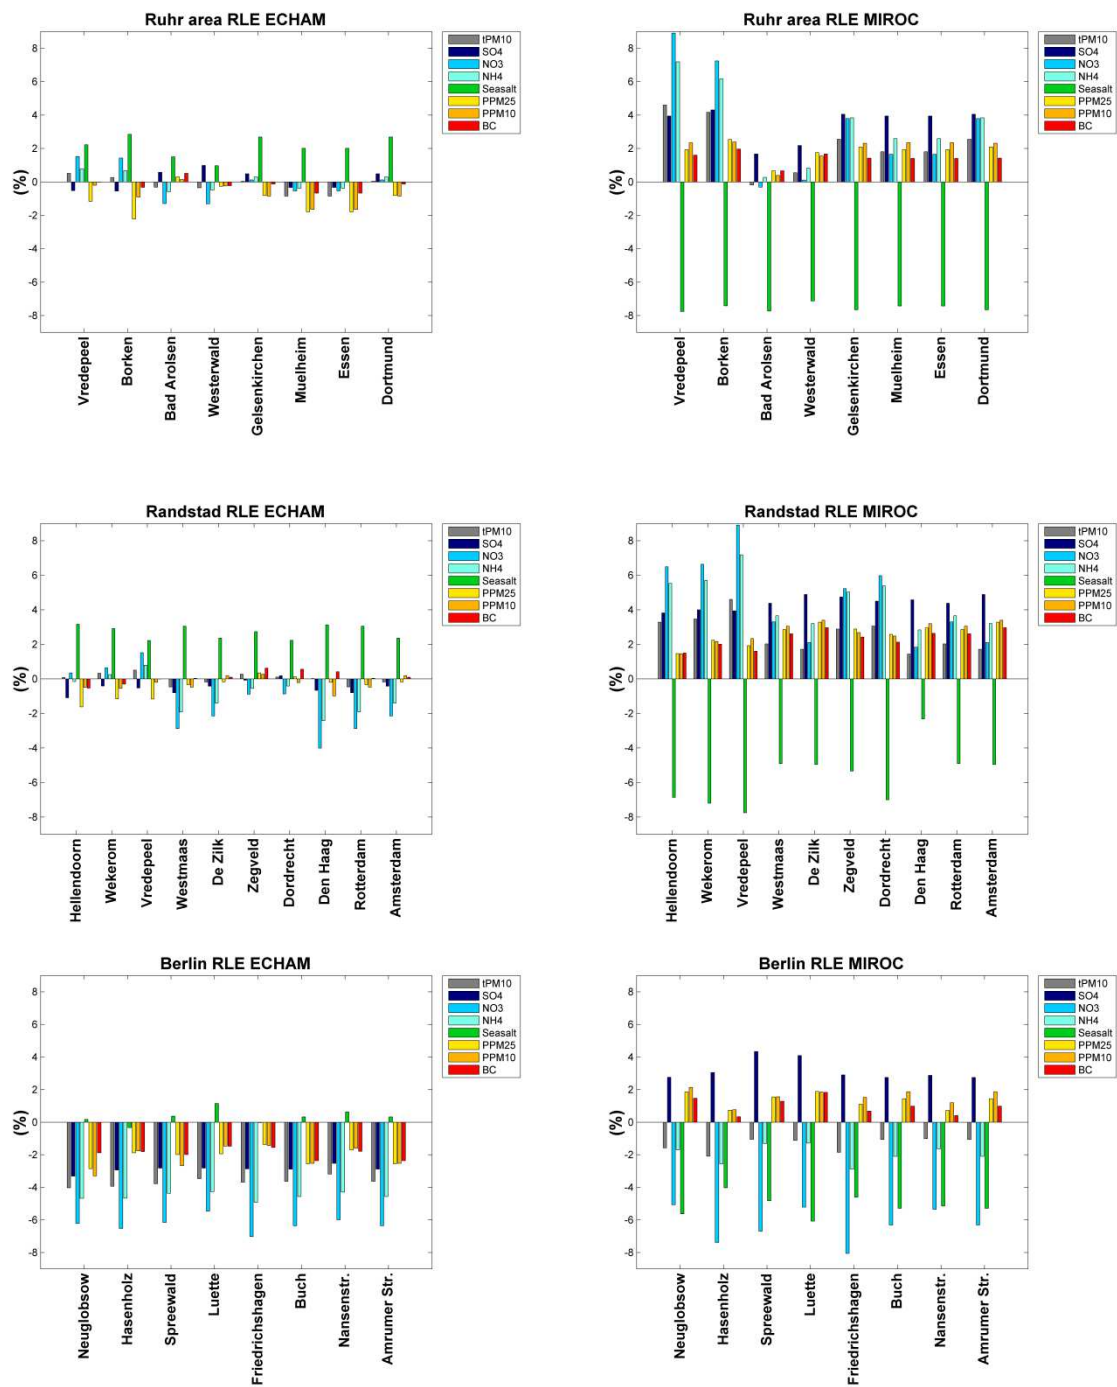 Ruhr area RLE ECHAM
(%)
8
6
4
2
0
-2
-4
-6
-8
Vredepeel
Borken
Bad Arolsen
Westerwald
Gelsenkirchen
Muelheim
Essen
Dortmund
tPM10
SO4
NO3
NH4
Seasalt
PPM25
PPM10
BC
Ruhr area RLE MIROC
(%)
8
6
4
2
0
-2
-4
-6
-8
Vredepeel
Borken
Bad Arolsen
Westerwald
Gelsenkirchen
Muelheim
Essen
Dortmund
tPM10
SO4
NO3
NH4
Seasalt
PPM25
PPM10
BC
Randstad RLE ECHAM
(%)
8
6
4
2
0
-2
-4
-6
-8
Hellendoorn
Wekerom
Vredepeel
Westmaas
De Zilk
Zegveld
Dordrecht
Den Haag
Rotterdam
Amsterdam
tPM10
SO4
NO3
NH4
Seasalt
PPM25
PPM10
BC
Randstad RLE MIROC
(%)
8
6
4
2
0
-2
-4
-6
-8
Hellendoorn
Wekerom
Vredepeel
Westmaas
De Zilk
Zegveld
Dordrecht
Den Haag
Rotterdam
Amsterdam
tPM10
SO4
NO3
NH4
Seasalt
PPM25
PPM10
BC
Berlin RLE ECHAM
(%)
8
6
4
2
0
-2
-4
-6
-8
Neuglobsow
Hasenholz
Spreewald
Luette
Friedrichshagen
Buch
Nansenstr.
Amrumer Str.
tPM10
SO4
NO3
NH4
Seasalt
PPM25
PPM10
BC
Berlin RLE MIROC
(%)
8
6
4
2
0
-2
-4
-6
-8
Neuglobsow
Hasenholz
Spreewald
Luette
Friedrichshagen
Buch
Nansenstr.
Amrumer Str.
tPM10
SO4
NO3
NH4
Seasalt
PPM25
PPM10
BC